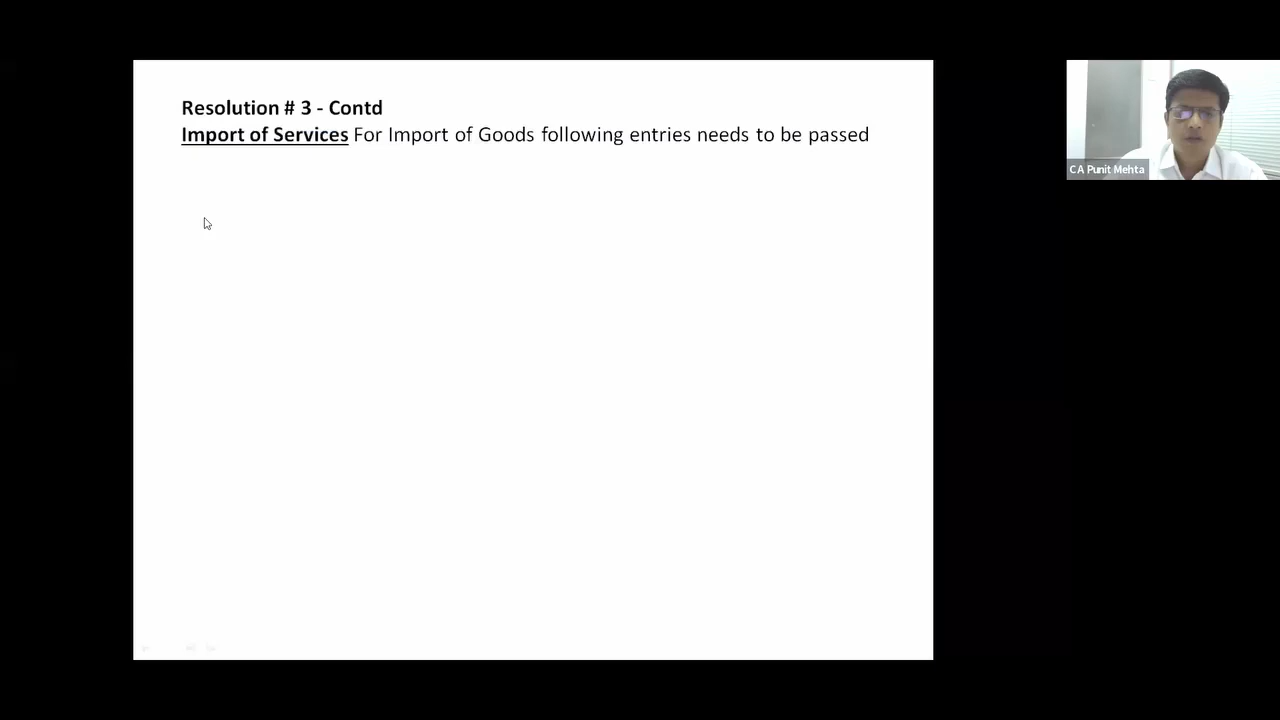 Resolution # 3 - Contd
Import of Services For Import of Goods following entries needs to be passed
CA Punit Mehta